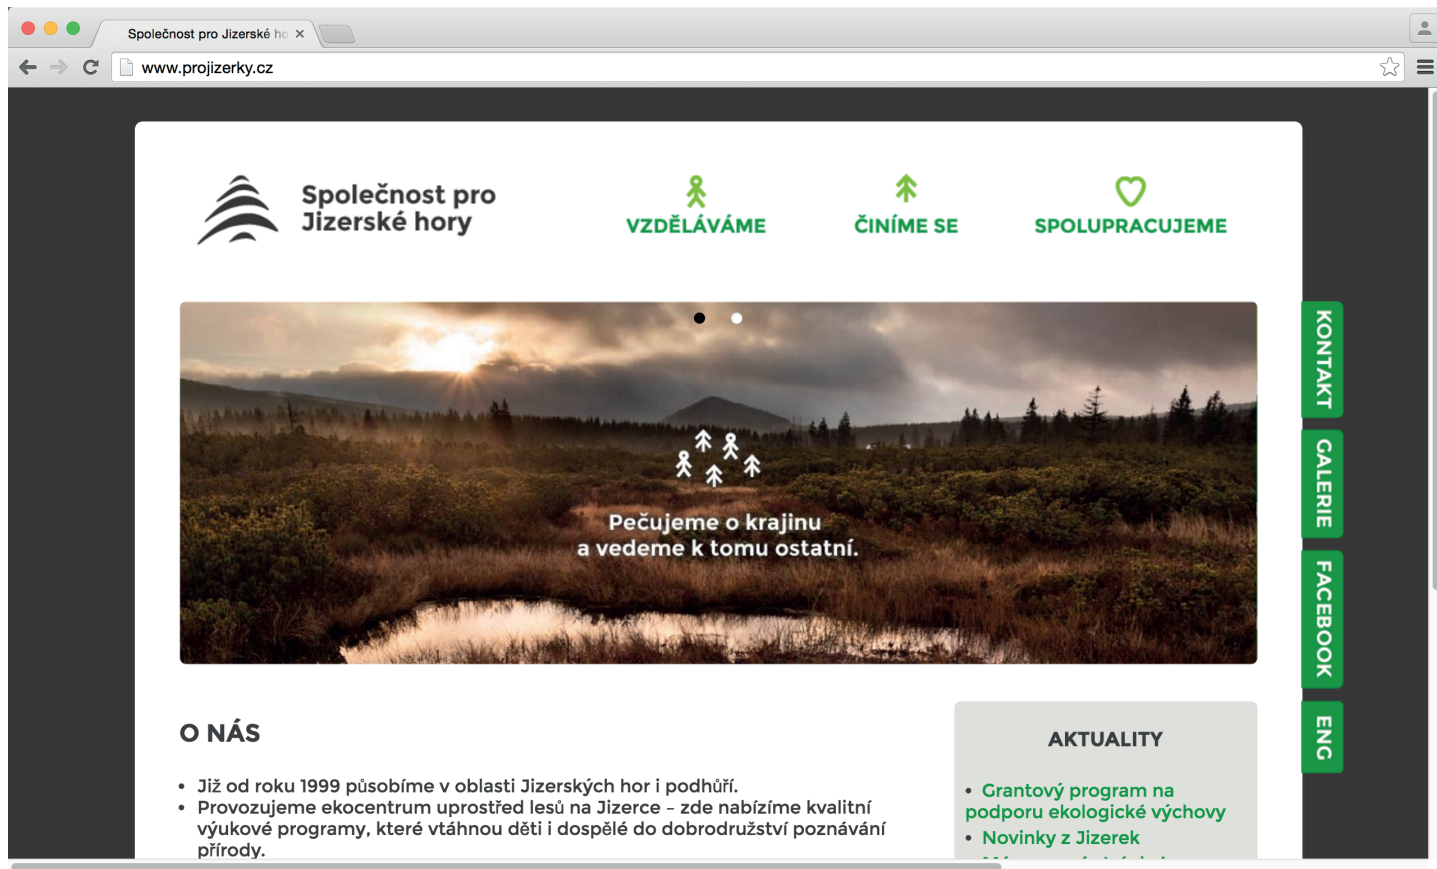 Společnost pro Jizerské ho
www.projizerky.cz
Společnost pro
Jizerské hory
VZDĚLÁVÁME
ČINÍME SE
SPOLUPRACUJEME
Pečujeme o krajinu
a vedeme k tomu ostatní.
KONTAKT
GALERIE
FACEBOOK
ENG
O NÁS
• Již od roku 1999 působíme v oblasti Jizerských hor i podhůří.
• Provozujeme ekocentrum uprostřed lesů na Jizerce – zde nabízíme kvalitní
výukové programy, které vtáhnou děti i dospělé do dobrodružství poznávání
přírody.
AKTUALITY
• Grantový program na
podporu ekologické výchovy
• Novinky z Jizerek